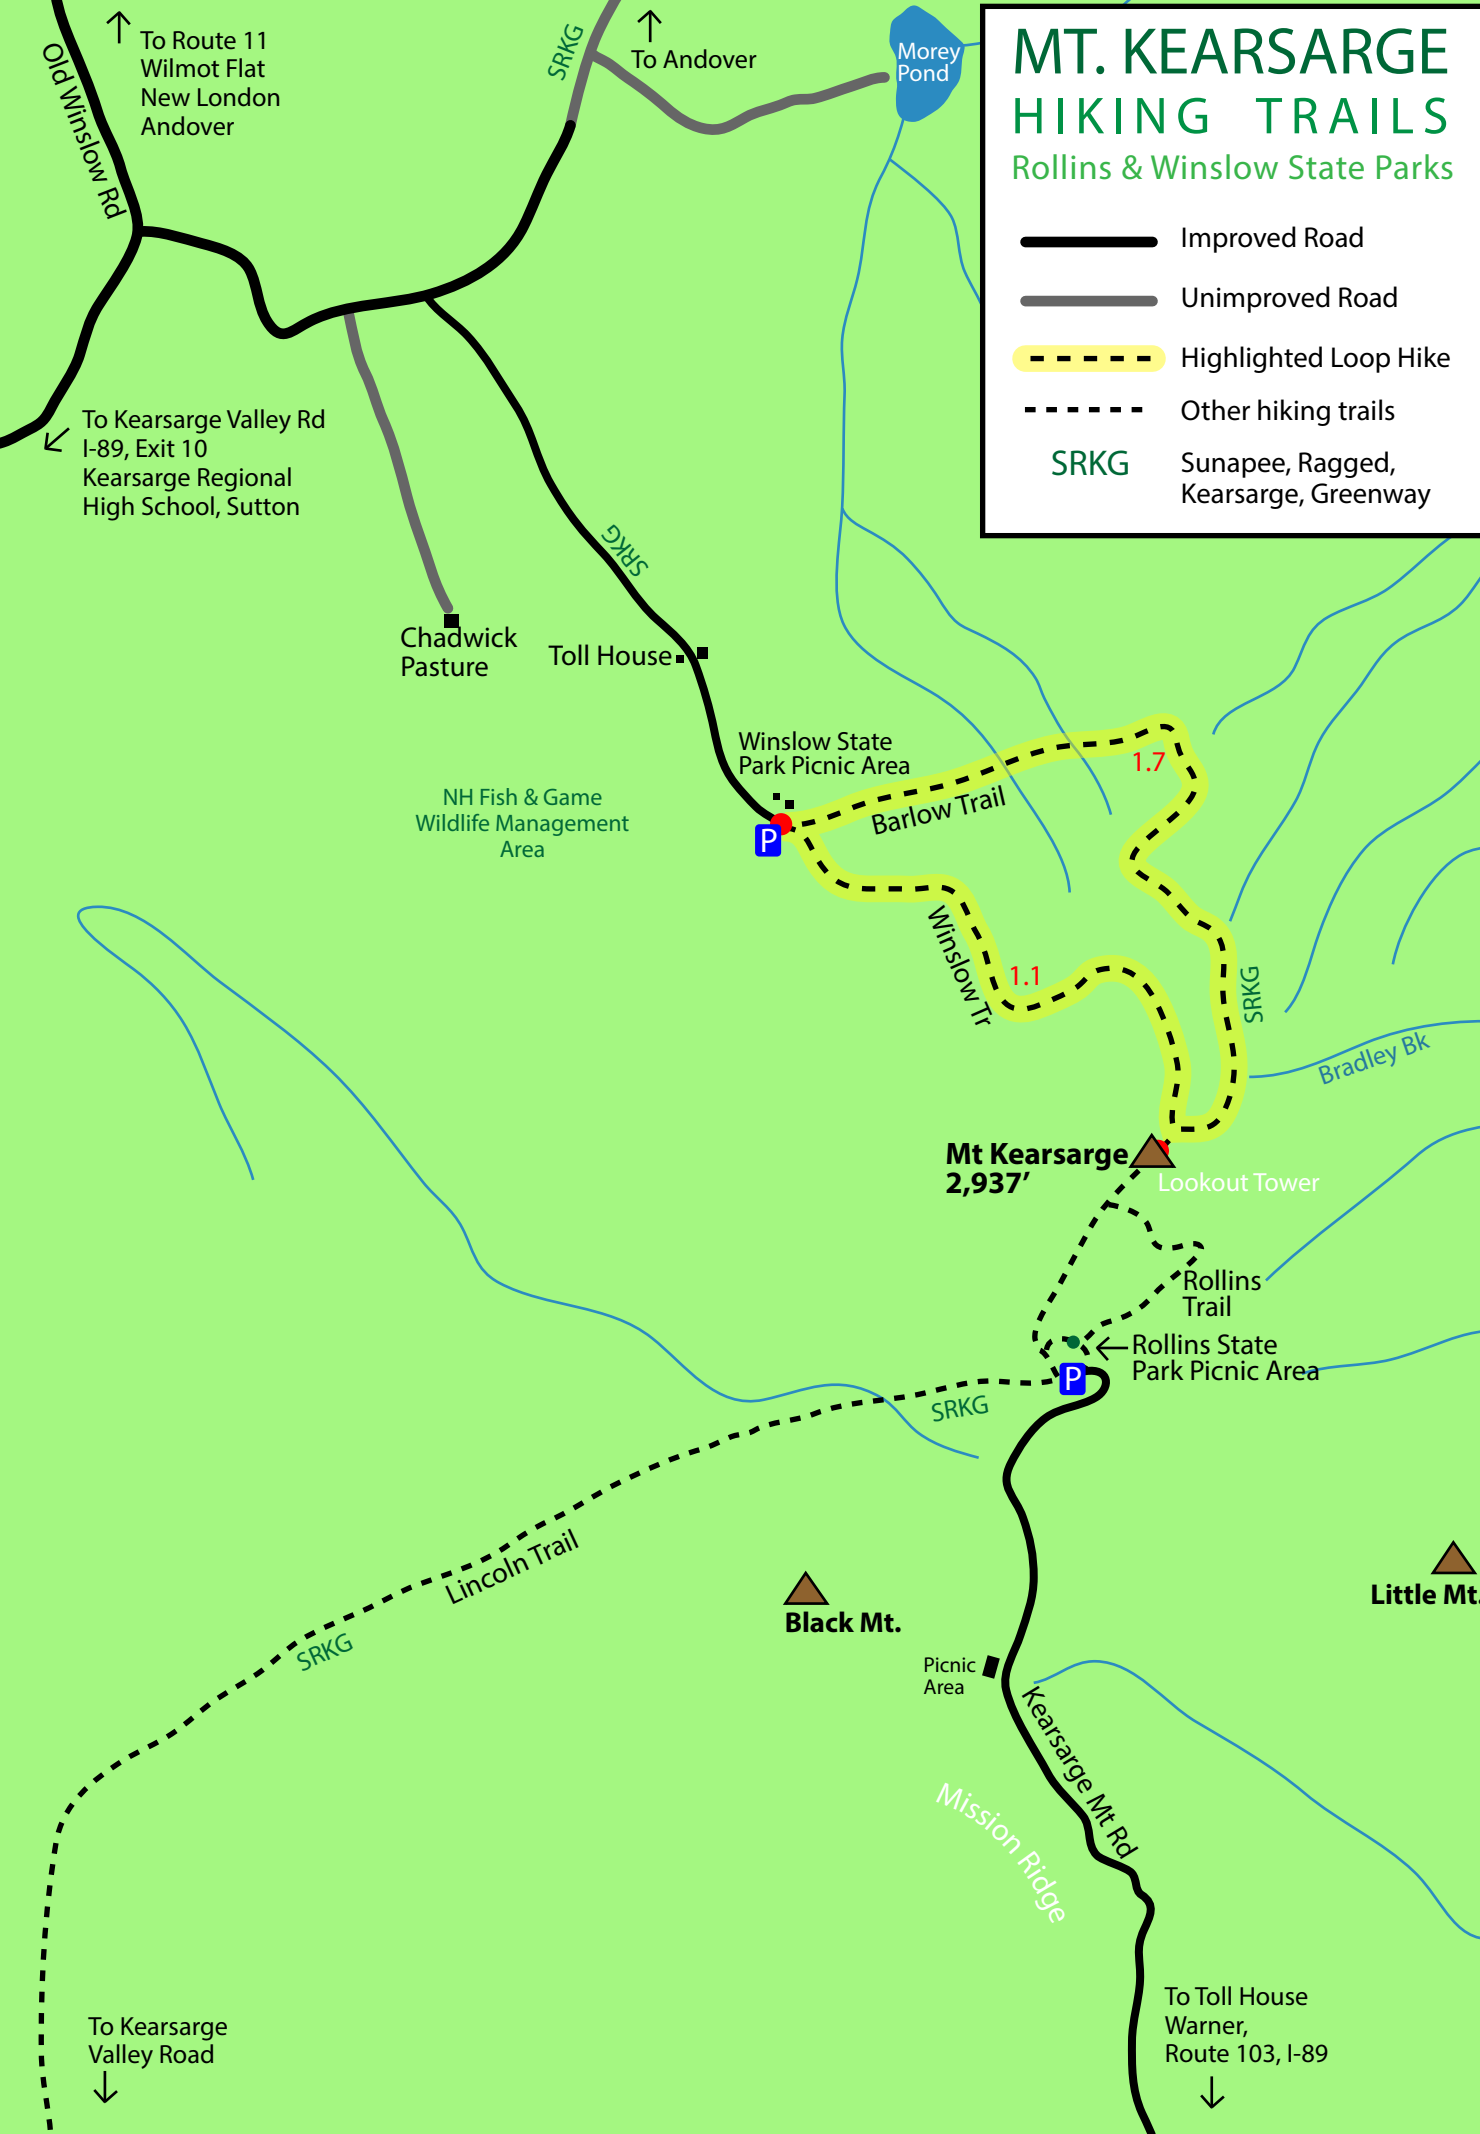 MT. KEARSARGE
HIKING TRAILS
Rollins & Winslow State Parks
Improved Road
Unimproved Road
Highlighted Loop Hike
Other hiking trails
SRKG
Sunapee, Ragged,
Kearsarge, Greenway
To Route 11
Wilmot Flat
New London
Andover
Old Winslow Rd
SRKG
To Andover
Morey
Pond
To Kearsarge Valley Rd
I-89, Exit 10
Kearsarge Regional
High School, Sutton
SRKG
Chadwick
Pasture
Toll House
Winslow State
Park Picnic Area
1.7
NH Fish & Game
Wildlife Management
Area
Barlow Trail
P
Winslow Tr
1.1
SRKG
Bradley Bk
Mt Kearsarge
2,937’
Lookout Tower
Rollins
Trail
Rollins State
Park Picnic Area
P
SRKG
Lincoln Trail
SRKG
Black Mt.
Little Mt.
Picnic
Area
Kearsarge Mt Rd
Mission Ridge
To Kearsarge
Valley Road
To Toll House
Warner,
Route 103, I-89